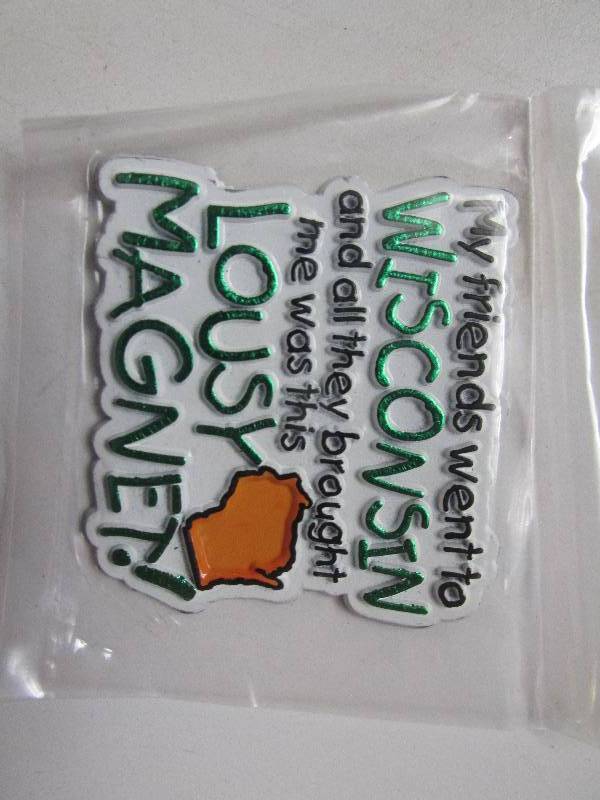 My friends went to
WISCONSIN
and all they brought
me was this
LOUSY
MAGNET!